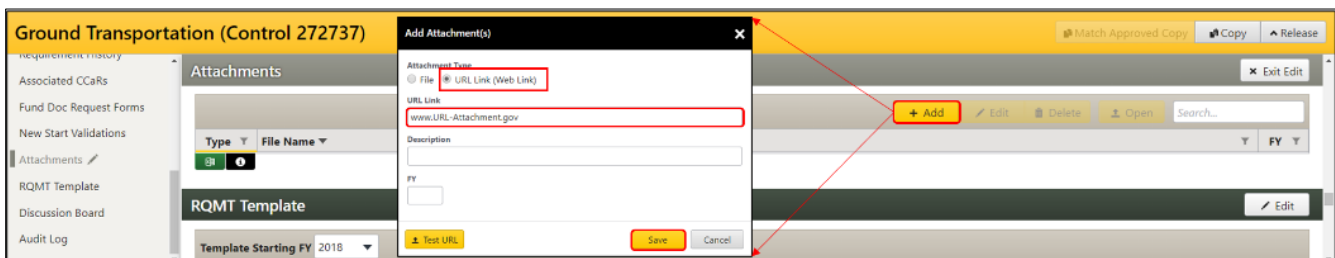 Ground Transportation (Control 272737)
Match Approved Copy
Copy
Release
Requirement History
Associated CCaRs
Fund Doc Request Forms
New Start Validations
Attachments
RQMT Template
Discussion Board
Audit Log
Attachments
Exit Edit
+ Add
Edit
Delete
Open
Search...
Type
File Name
FY
RQMT Template
Edit
Template Starting FY 2018
Add Attachment(s)
Attachment Type
File
URL Link (Web Link)
URL Link
www.URL-Attachment.gov
Description
FY
Test URL
Save
Cancel